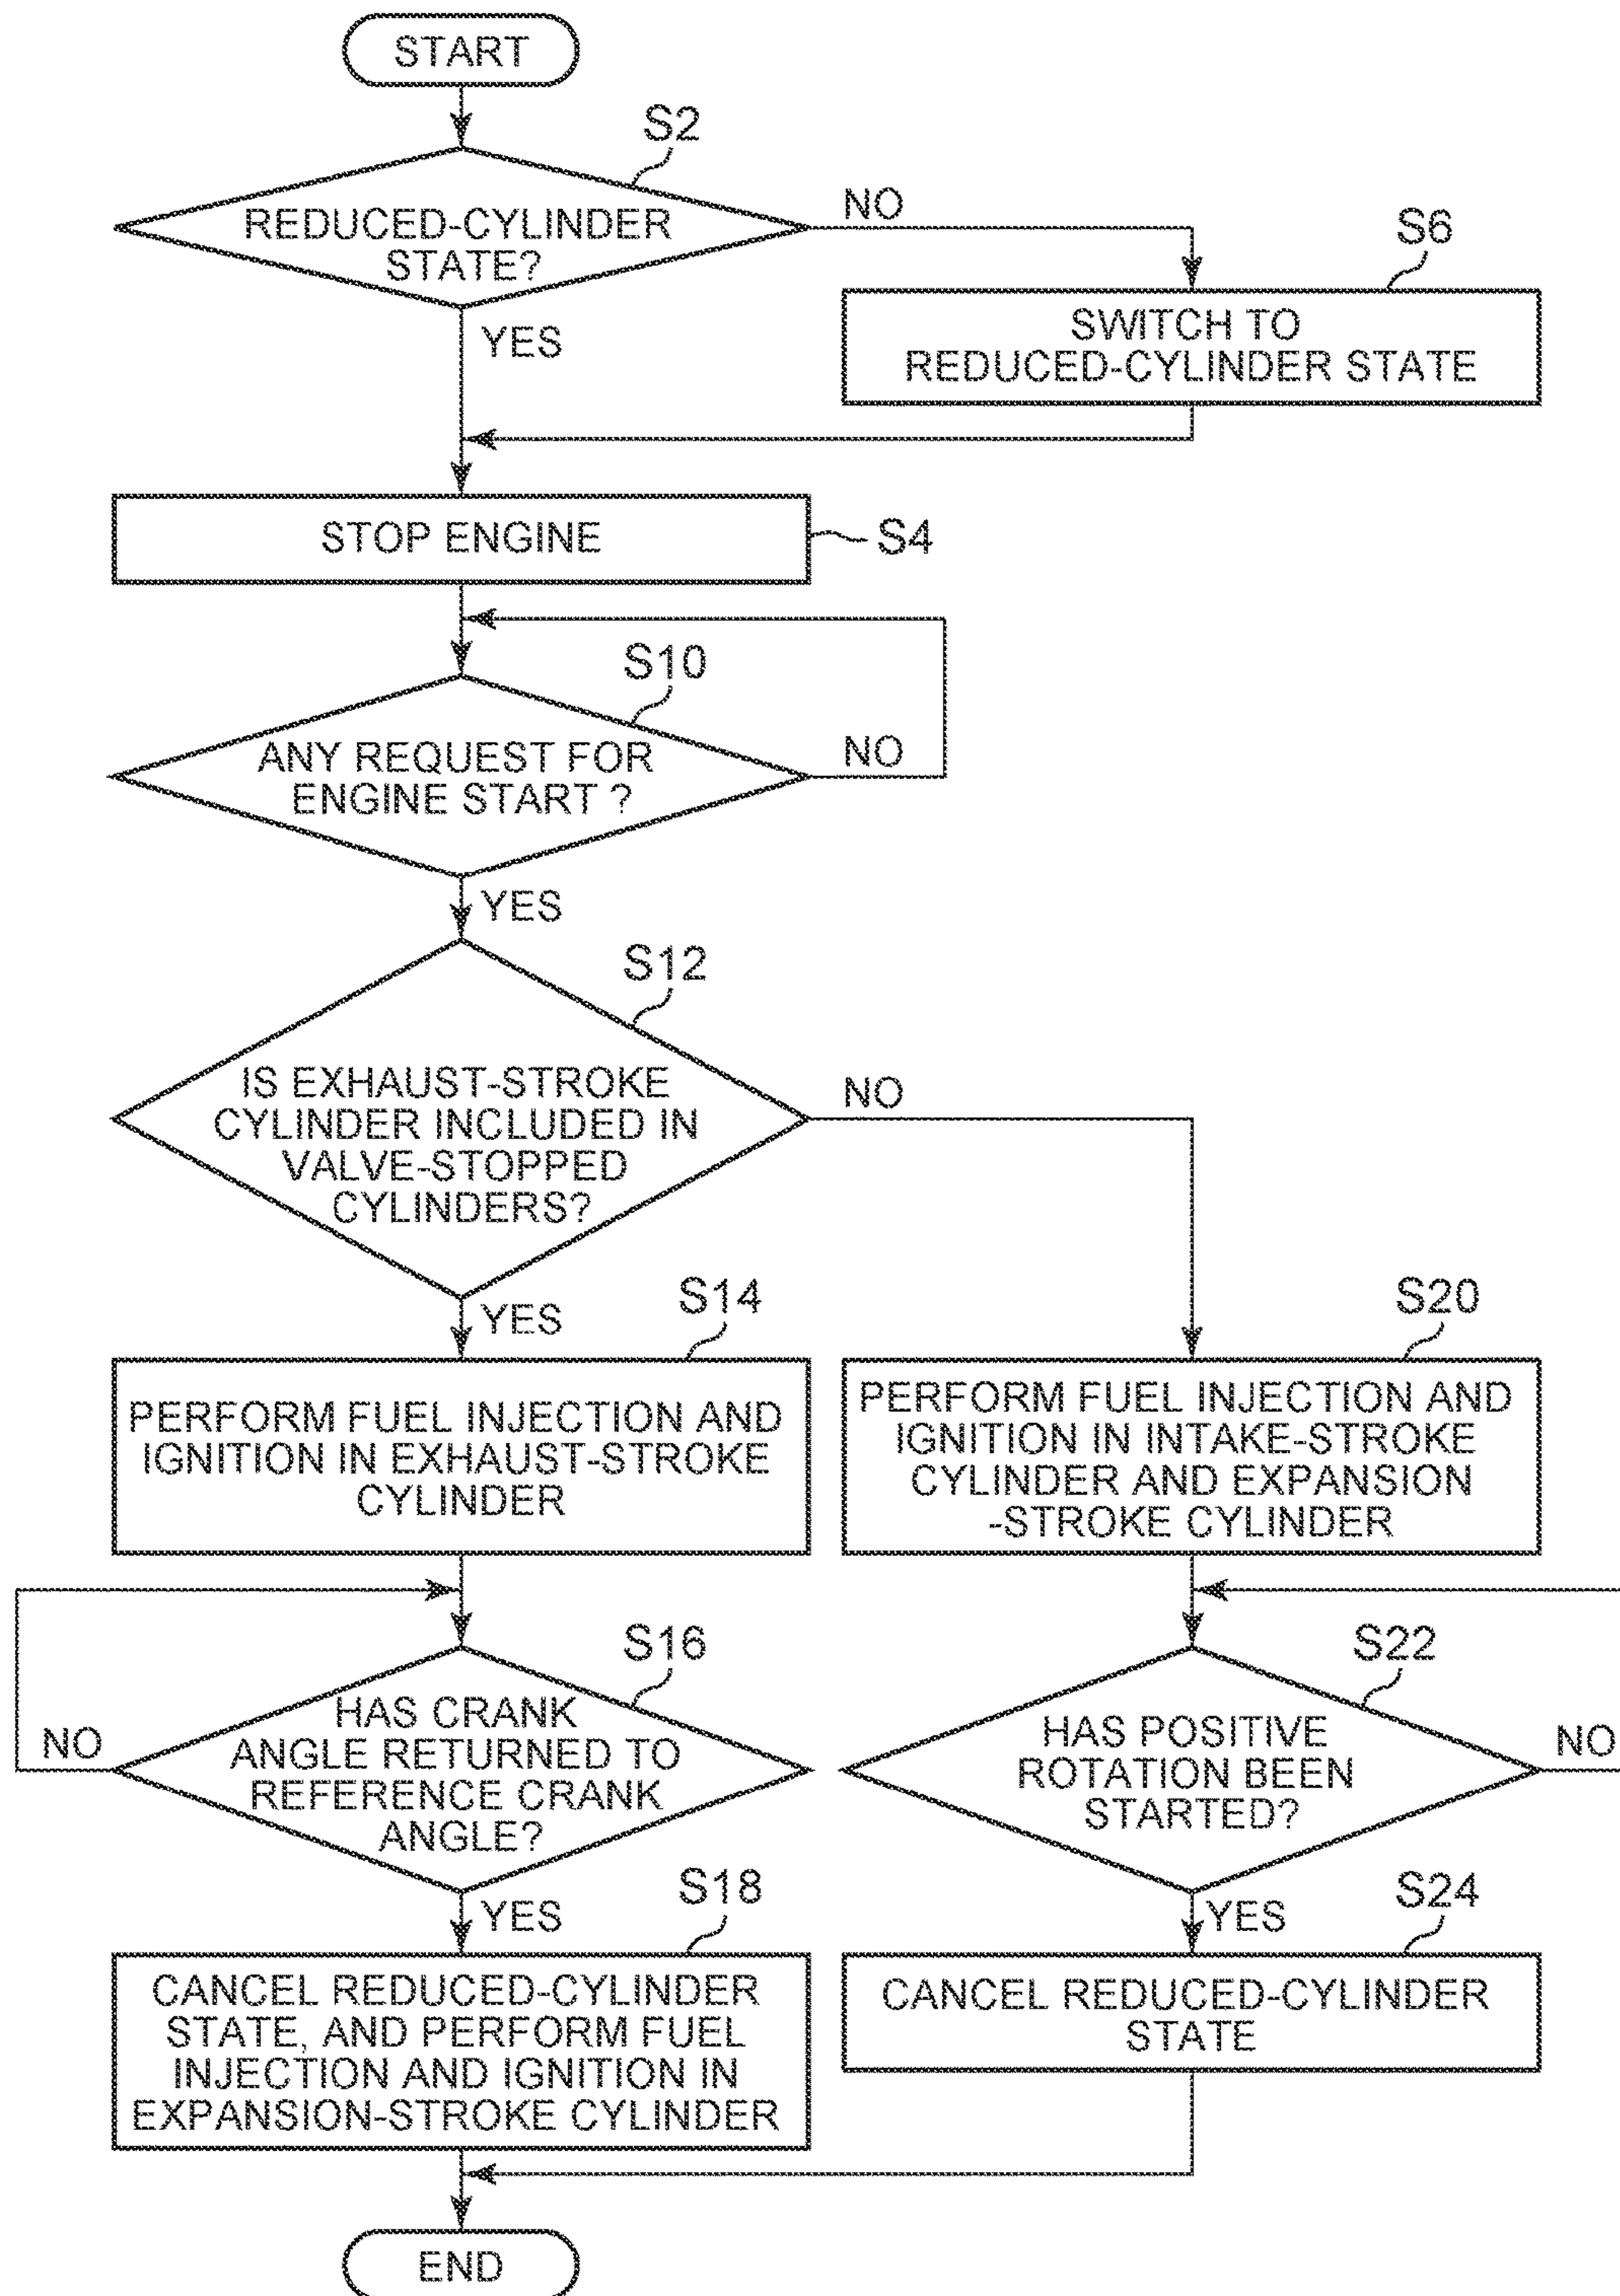 START
S2
REDUCED-CYLINDER
STATE?
NO
S6
SWITCH TO
REDUCED-CYLINDER STATE
YES
STOP ENGINE
S4
S10
ANY REQUEST FOR
ENGINE START ?
NO
YES
S12
IS EXHAUST-STROKE
CYLINDER INCLUDED IN
VALVE-STOPPED
CYLINDERS?
NO
YES
S14
PERFORM FUEL INJECTION AND
IGNITION IN EXHAUST-STROKE
CYLINDER
S20
PERFORM FUEL INJECTION AND
IGNITION IN INTAKE-STROKE
CYLINDER AND EXPANSION
-STROKE CYLINDER
S16
HAS CRANK
ANGLE RETURNED TO
REFERENCE CRANK
ANGLE?
NO
YES
S22
HAS POSITIVE
ROTATION BEEN
STARTED?
NO
YES
S18
CANCEL REDUCED-CYLINDER
STATE, AND PERFORM FUEL
INJECTION AND IGNITION IN
EXPANSION-STROKE CYLINDER
S24
CANCEL REDUCED-CYLINDER
STATE
END